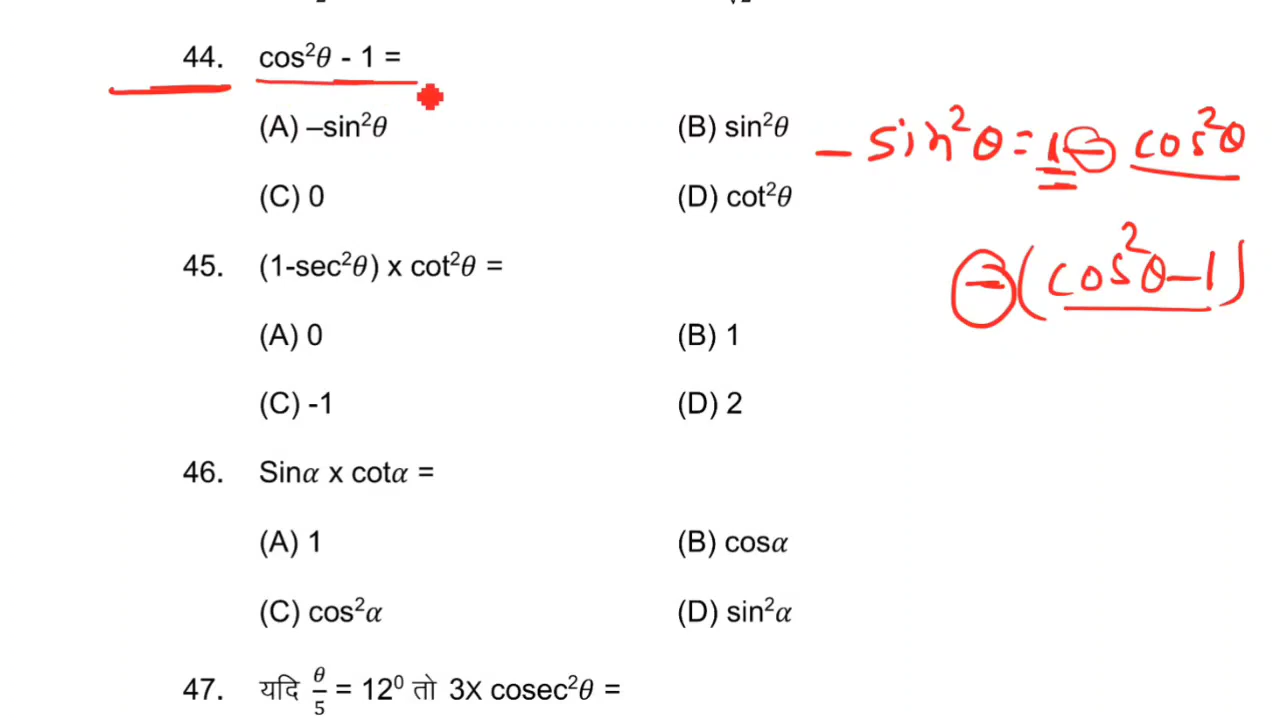 44. cos²θ - 1 =
(A) –sin²θ (B) sin²θ
(C) 0 (D) cot²θ
45. (1-sec²θ) x cot²θ =
(A) 0 (B) 1
(C) -1 (D) 2
46. Sinα x cotα =
(A) 1 (B) cosα
(C) cos²α (D) sin²α
47. यदि θ/5 = 12⁰ तो 3X cosec²θ =
– sin²θ = 1 – cos²θ
– (cos²θ – 1)